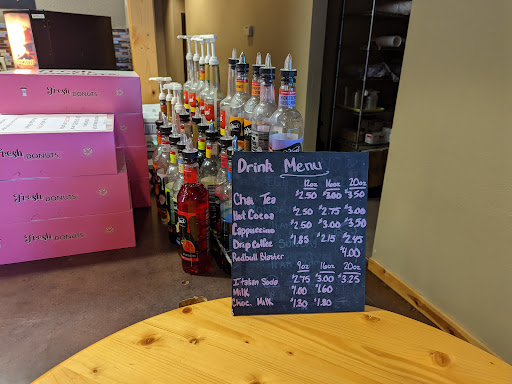 Fresh DONUTS
Fresh DONUTS
Fresh DONUTS
Fresh DONUTS
Drink Menu
12oz 16oz 20oz
Chai Tea $2.50 $3.00 $3.50
Hot Cocoa $2.50 $2.75 $3.00
Cappuccino $2.50 $3.00 $3.50
Drip Coffee $1.85 $2.15 $2.45
Redbull Blaster $4.00
9oz 16oz 20oz
Italian Soda $2.75 $3.00 $3.25
Milk $1.00 $1.60
Choc. Milk $1.30 $1.80